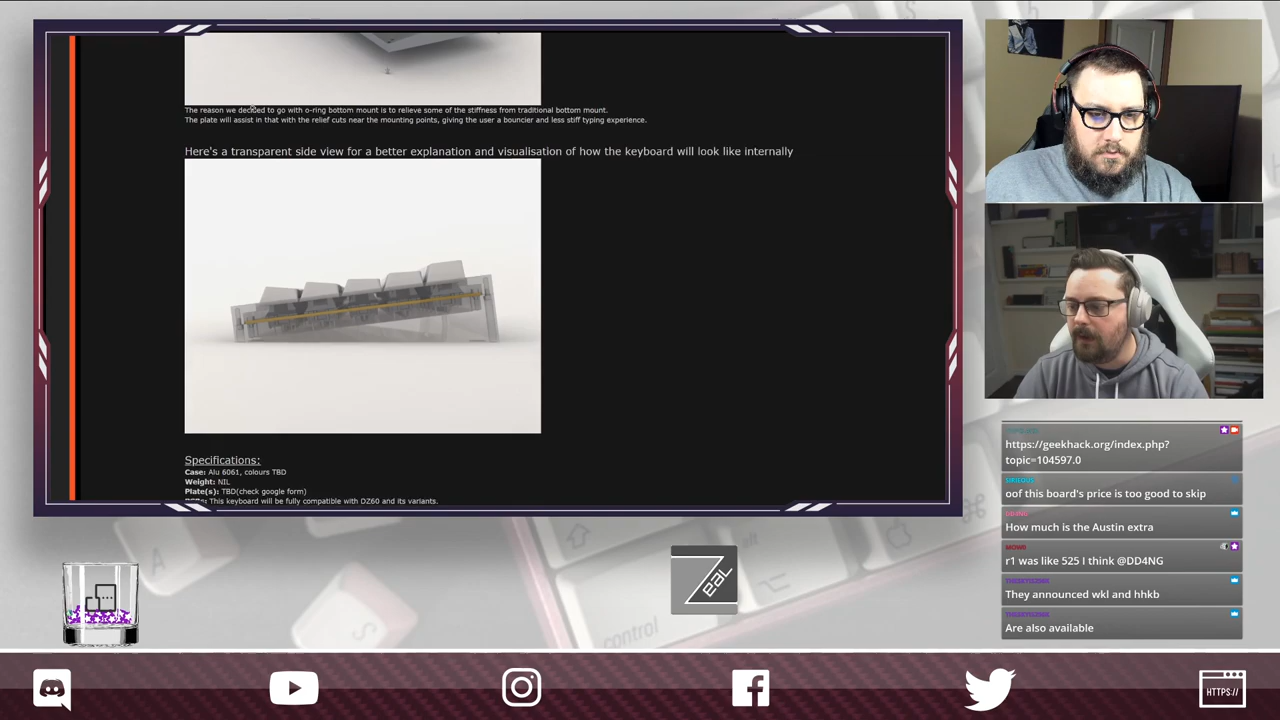 The reason we decided to go with o-ring bottom mount is to relieve some of the stiffness from traditional bottom mount.
The plate will assist in that with the relief cuts near the mounting points, giving the user a bouncier and less stiff typing experience.
Here's a transparent side view for a better explanation and visualisation of how the keyboard will look like internally
Specifications:
Case: Alu 6061, colours TBD
Weight: NIL
Plate(s): TBD(check google form)
PCBs: This keyboard will be fully compatible with DZ60 and its variants.
https://geekhack.org/index.php?
topic=104597.0
oof this board's price is too good to skip
DD4NG
How much is the Austin extra
r1 was like 525 I think @DD4NG
They announced wkl and hhkb
Are also available
Zeal
A
S
control
HTTPS://